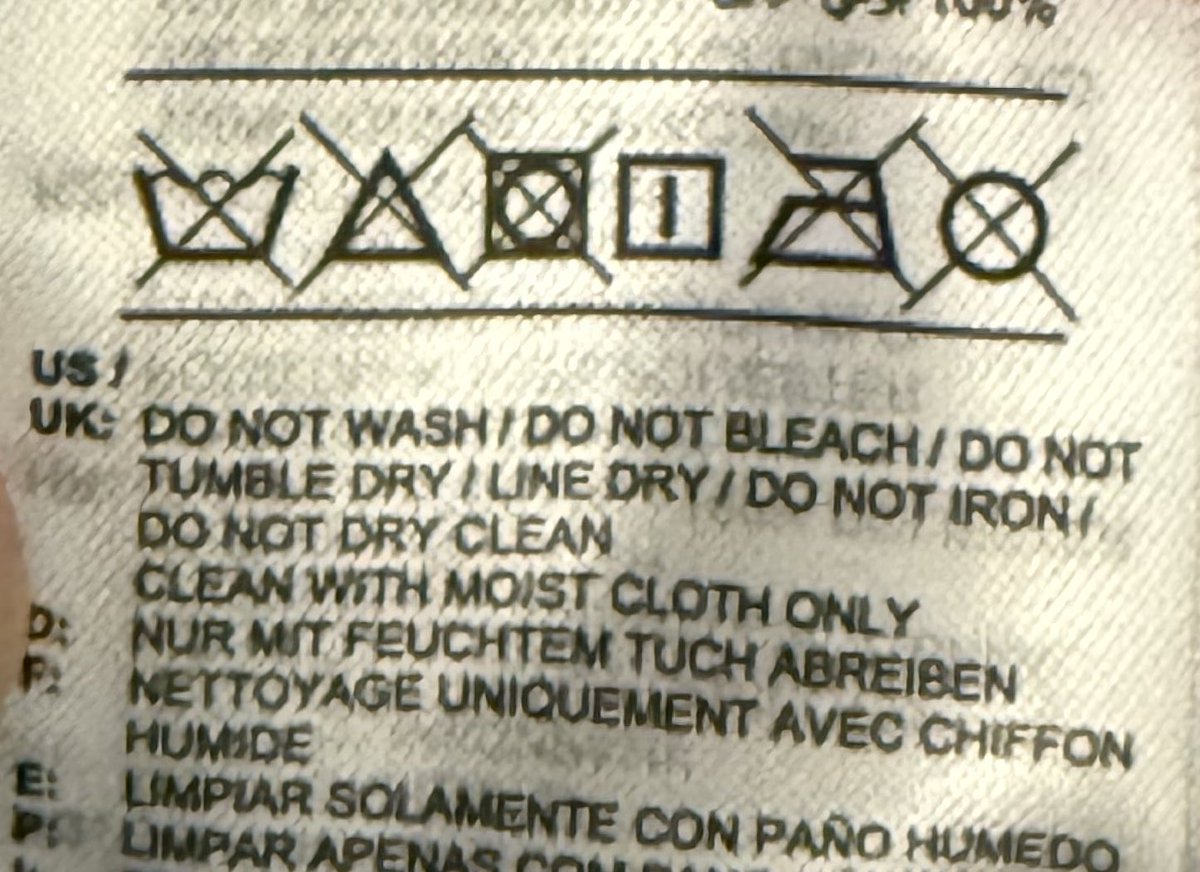 100%
US /
UK: DO NOT WASH / DO NOT BLEACH / DO NOT
TUMBLE DRY / LINE DRY / DO NOT IRON /
DO NOT DRY CLEAN
CLEAN WITH MOIST CLOTH ONLY
D: NUR MIT FEUCHTEM TUCH ABREIBEN
F: NETTOYAGE UNIQUEMENT AVEC CHIFFON
HUMIDE
E: LIMPIAR SOLAMENTE CON PAÑO HUMEDO
P: LIMPAR APENAS COM